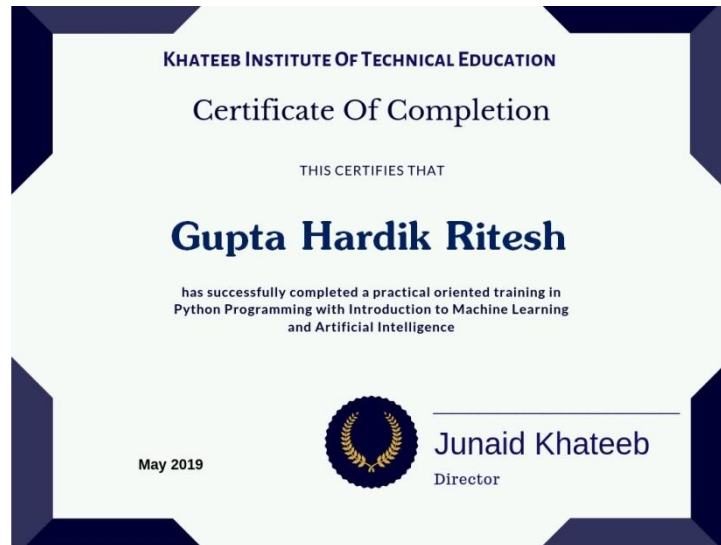 KHATEEB INSTITUTE OF TECHNICAL EDUCATION
Certificate Of Completion
THIS CERTIFIES THAT
Gupta Hardik Ritesh
has successfully completed a practical oriented training in
Python Programming with Introduction to Machine Learning
and Artificial Intelligence
May 2019
Junaid Khateeb
Director